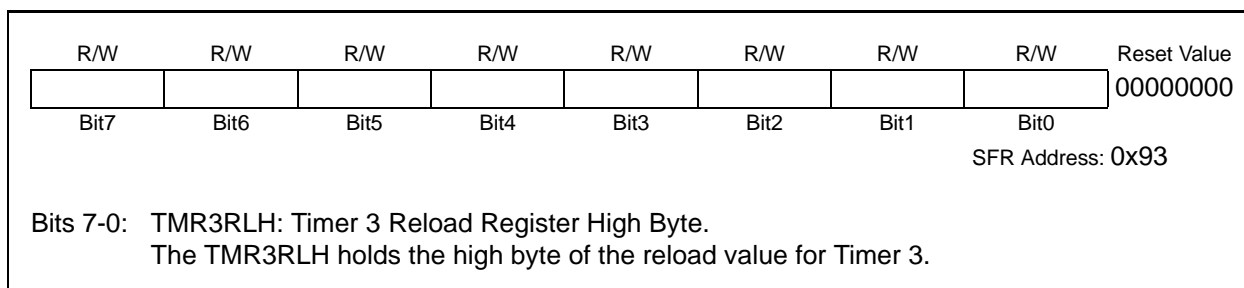 R/W R/W R/W R/W R/W R/W R/W R/W Reset Value
00000000
Bit7 Bit6 Bit5 Bit4 Bit3 Bit2 Bit1 Bit0
SFR Address: 0x93
Bits 7-0: TMR3RLH: Timer 3 Reload Register High Byte.
The TMR3RLH holds the high byte of the reload value for Timer 3.